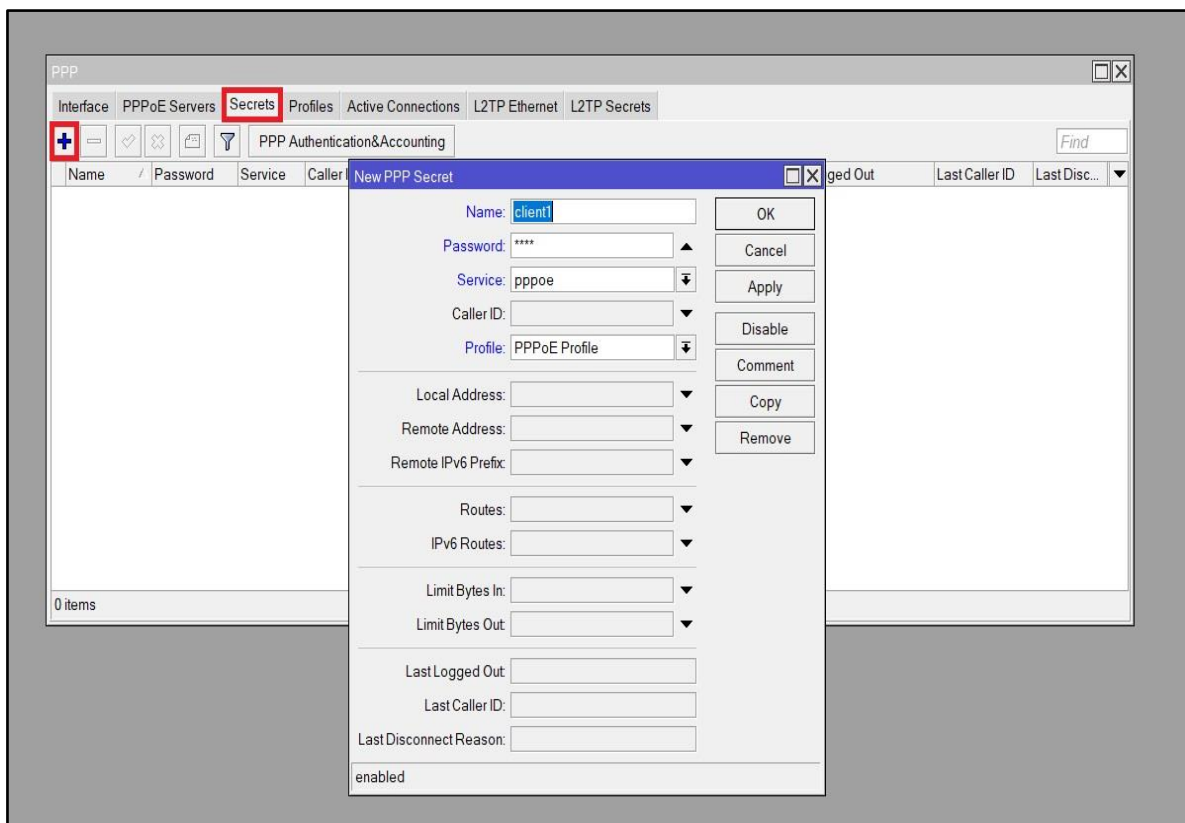 PPP
Interface PPPoE Servers Secrets Profiles Active Connections L2TP Ethernet L2TP Secrets
PPP Authentication&Accounting Find
Name / Password Service Caller I ged Out Last Caller ID Last Disc...
New PPP Secret
Name: client1 OK
Password: **** Cancel
Service: pppoe Apply
Caller ID:
Disable
Profile: PPPoE Profile
Comment
Local Address: Copy
Remote Address: Remove
Remote IPv6 Prefix:
Routes:
IPv6 Routes:
Limit Bytes In:
Limit Bytes Out:
0 items
Last Logged Out:
Last Caller ID:
Last Disconnect Reason:
enabled